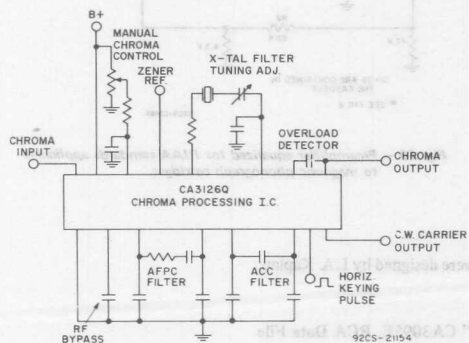 B+
MANUAL
CHROMA
CONTROL
ZENER
REF.
X-TAL FILTER
TUNING ADJ.
OVERLOAD
DETECTOR
CHROMA
INPUT
CHROMA
OUTPUT
CA3126Q
CHROMA PROCESSING I.C.
C.W. CARRIER
OUTPUT
AFPC
FILTER
ACC
FILTER
HORIZ.
KEYING
PULSE
RF
BYPASS
92CS-21154